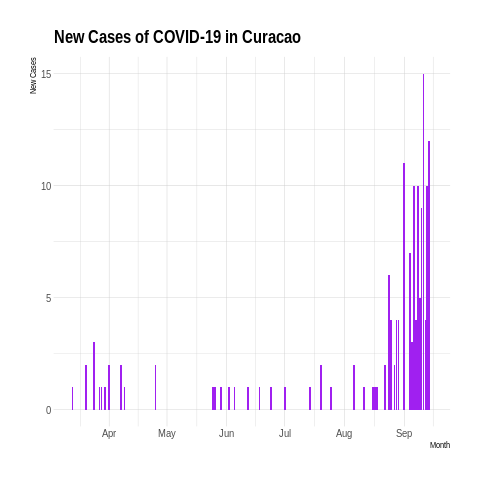 New Cases of COVID-19 in Curacao
New Cases
15
10
5
0
Apr May Jun Jul Aug Sep
Month